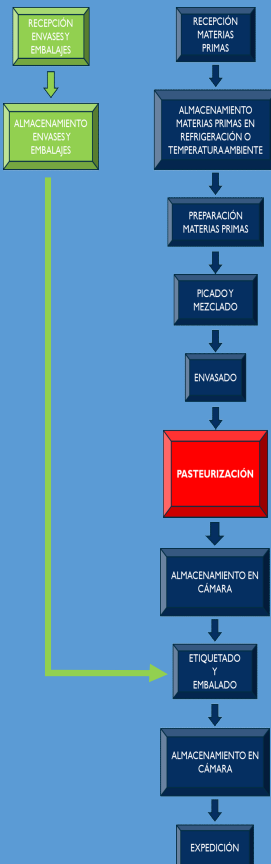 RECEPCIÓN
ENVASES Y
EMBALAJES
ALMACENAMIENTO
ENVASES Y
EMBALAJES
RECEPCIÓN
MATERIAS
PRIMAS
ALMACENAMIENTO
MATERIAS PRIMAS EN
REFRIGERACIÓN O
TEMPERATURA AMBIENTE
PREPARACIÓN
MATERIAS PRIMAS
PICADO Y
MEZCLADO
ENVASADO
PASTEURIZACIÓN
ALMACENAMIENTO EN
CÁMARA
ETIQUETADO
Y
EMBALADO
ALMACENAMIENTO EN
CÁMARA
EXPEDICIÓN